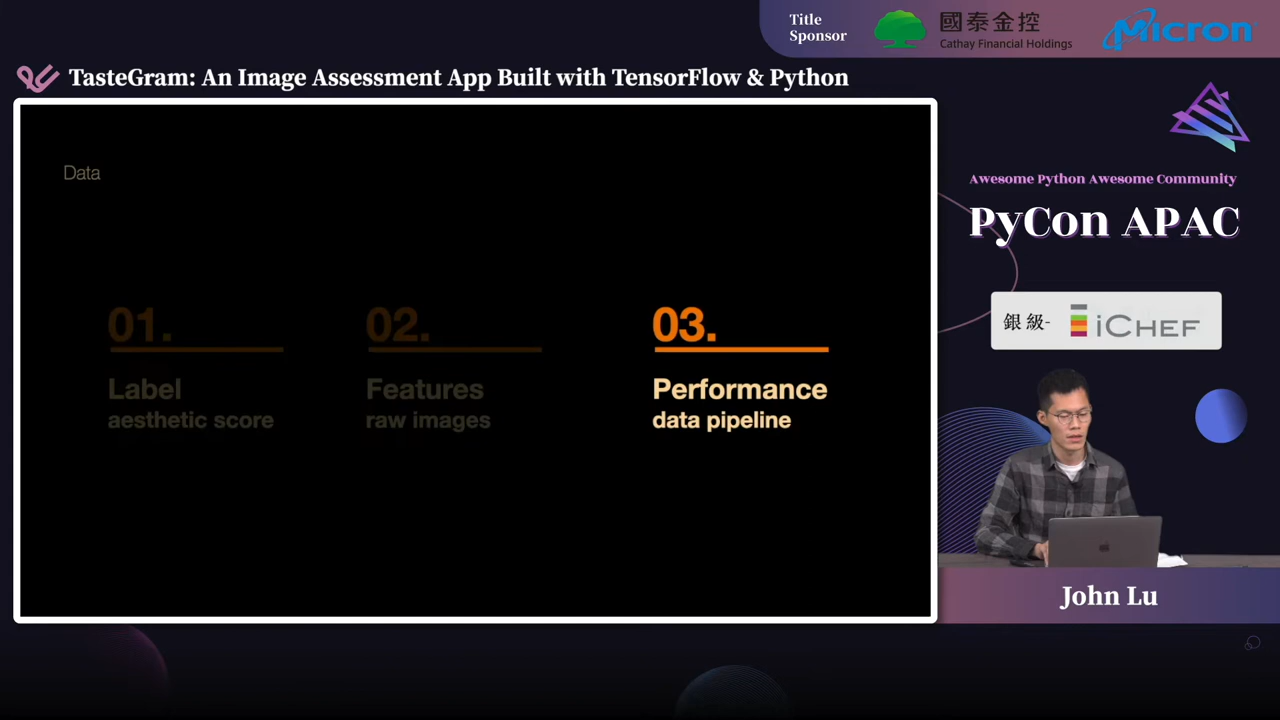 Title
Sponsor
國泰金控
Cathay Financial Holdings
Micron
TasteGram: An Image Assessment App Built with TensorFlow & Python
Data
01.
Label
aesthetic score
02.
Features
raw images
03.
Performance
data pipeline
Awesome Python Awesome Community
PyCon APAC
銀級- iCHEF
John Lu